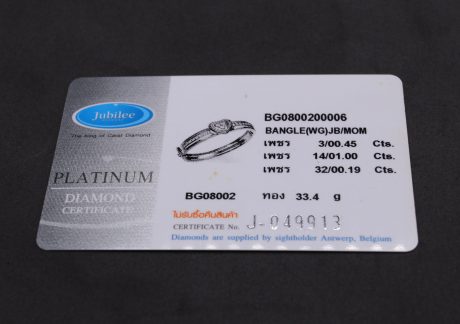 Jubilee
The King of Carat Diamond
PLATINUM
DIAMOND
CERTIFICATE
BG0800200006
BANGLE(WG)JB/MOM
เพชร 3/00.45 Cts.
เพชร 14/01.00 Cts.
เพชร 32/00.19 Cts.
BG08002 ทอง 33.4 g
ไม่รับซื้อคืนสินค้า
CERTIFICATE No. J-049913
Diamonds are supplied by sightholder Antwerp, Belgium